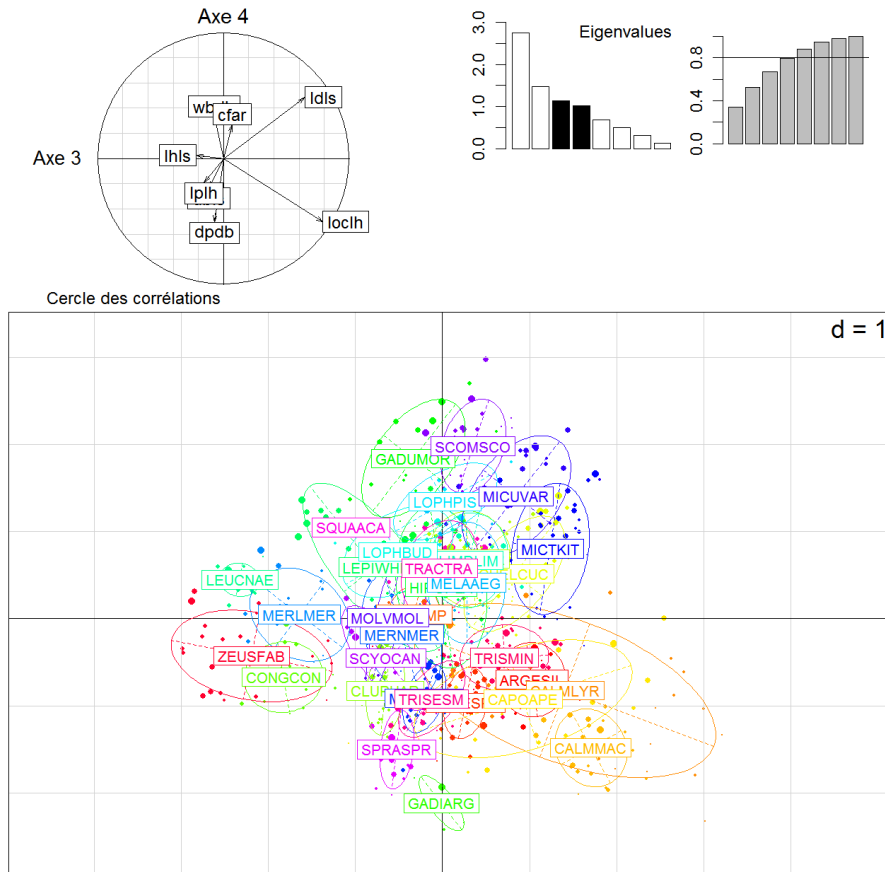 Axe 4
Axe 3
ldls
cfar
lhls
lplh
dpdb
loclh
Cercle des corrélations
Eigenvalues
3.0
2.0
1.0
0.0
0.8
0.4
0.0
d = 1
SCOMSCO
GADUMOR
LOPHPIS
MICUVAR
SQUAACA
LOPHBUD
MICTKIT
TRACTRA
LEUCNAE
MELAAEG
MERLMER
MOLVMOL
MERNMER
ZEUSFAB
SCYOCAN
TRISMIN
CONGCON
TRISESM
CAPOAPE
SPRASPR
CALMMAC
GADIARG